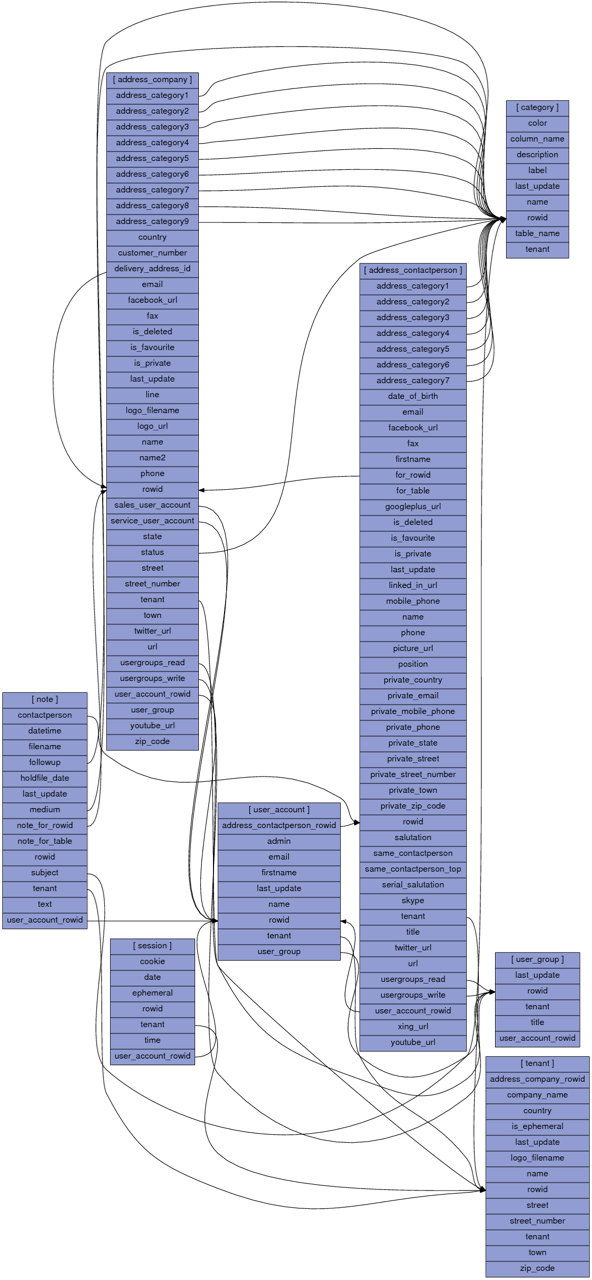 [ address_company ]
address_category1
address_category2
address_category3
address_category4
address_category5
address_category6
address_category7
address_category8
address_category9
country
customer_number
delivery_address_id
email
facebook_url
fax
is_deleted
is_favourite
is_private
last_update
line
logo_filename
logo_url
name
name2
phone
rowid
sales_user_account
service_user_account
state
status
street
street_number
tenant
town
twitter_url
url
usergroups_read
usergroups_write
user_account_rowid
user_group
youtube_url
zip_code
[ category ]
color
column_name
description
label
last_update
name
rowid
table_name
tenant
[ address_contactperson ]
address_category1
address_category2
address_category3
address_category4
address_category5
address_category6
address_category7
date_of_birth
email
facebook_url
fax
firstname
for_rowid
for_table
googleplus_url
is_deleted
is_favourite
is_private
last_update
linked_in_url
mobile_phone
name
phone
picture_url
position
private_country
private_email
private_mobile_phone
private_phone
private_state
private_street
private_street_number
private_town
private_zip_code
rowid
salutation
same_contactperson
same_contactperson_top
serial_salutation
skype
tenant
title
twitter_url
url
usergroups_read
usergroups_write
user_account_rowid
xing_url
youtube_url
[ note ]
contactperson
datetime
filename
followup
holdfile_date
last_update
medium
note_for_rowid
note_for_table
rowid
subject
tenant
text
user_account_rowid
[ user_account ]
address_contactperson_rowid
admin
email
firstname
last_update
name
rowid
tenant
user_group
[ session ]
cookie
date
ephemeral
rowid
tenant
time
user_account_rowid
[ user_group ]
last_update
rowid
tenant
title
user_account_rowid
[ tenant ]
address_company_rowid
company_name
country
is_ephemeral
last_update
logo_filename
name
rowid
street
street_number
tenant
town
zip_code